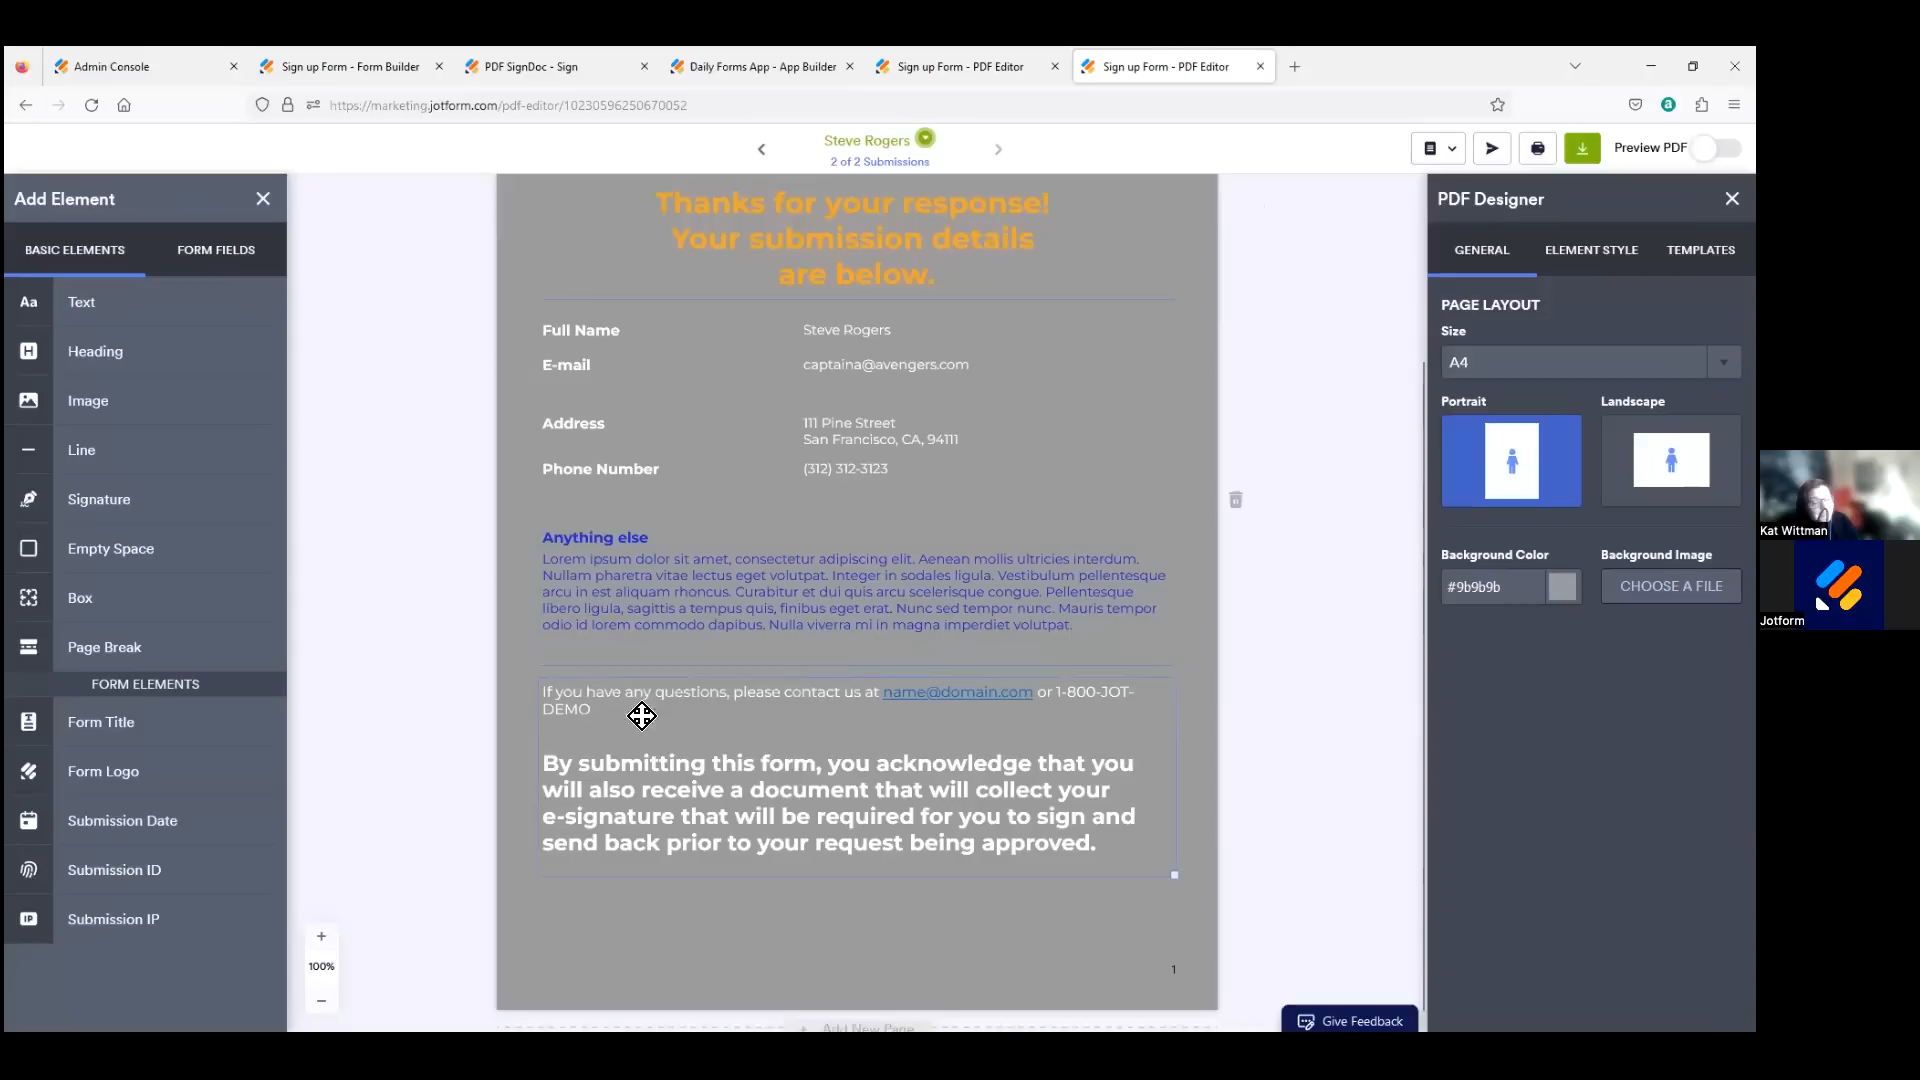 Admin Console
Sign up Form - Form Builder
PDF SignDoc - Sign
Daily Forms App - App Builder
Sign up Form - PDF Editor
Sign up Form - PDF Editor
https://marketing.jotform.com/pdf-editor/10230596250670052
Steve Rogers
2 of 2 Submissions
Preview PDF
Add Element
BASIC ELEMENTS
FORM FIELDS
Aa Text
H Heading
Image
Line
Signature
Empty Space
Box
Page Break
FORM ELEMENTS
Form Title
Form Logo
Submission Date
Submission ID
IP Submission IP
+
100%
−
Thanks for your response!
Your submission details
are below.
Full Name Steve Rogers
E-mail captaina@avengers.com
Address 111 Pine Street
San Francisco, CA, 94111
Phone Number (312) 312-3123
Anything else
Lorem ipsum dolor sit amet, consectetur adipiscing elit. Aenean mollis ultricies interdum.
Nullam pharetra vitae lectus eget volutpat. Integer in sodales ligula. Vestibulum pellentesque
arcu in est aliquam rhoncus. Curabitur et dui quis arcu scelerisque congue. Pellentesque
libero ligula, sagittis a tempus quis, finibus eget erat. Nunc sed tempor nunc. Mauris tempor
odio id lorem commodo dapibus. Nulla viverra mi in magna imperdiet volutpat.
If you have any questions, please contact us at name@domain.com or 1-800-JOT-
DEMO
By submitting this form, you acknowledge that you
will also receive a document that will collect your
e-signature that will be required for you to sign and
send back prior to your request being approved.
1
+ Add New Page
Give Feedback
PDF Designer
GENERAL
ELEMENT STYLE
TEMPLATES
PAGE LAYOUT
Size
A4
Portrait
Landscape
Background Color
Background Image
#9b9b9b
CHOOSE A FILE
Kat Wittman
Jotform